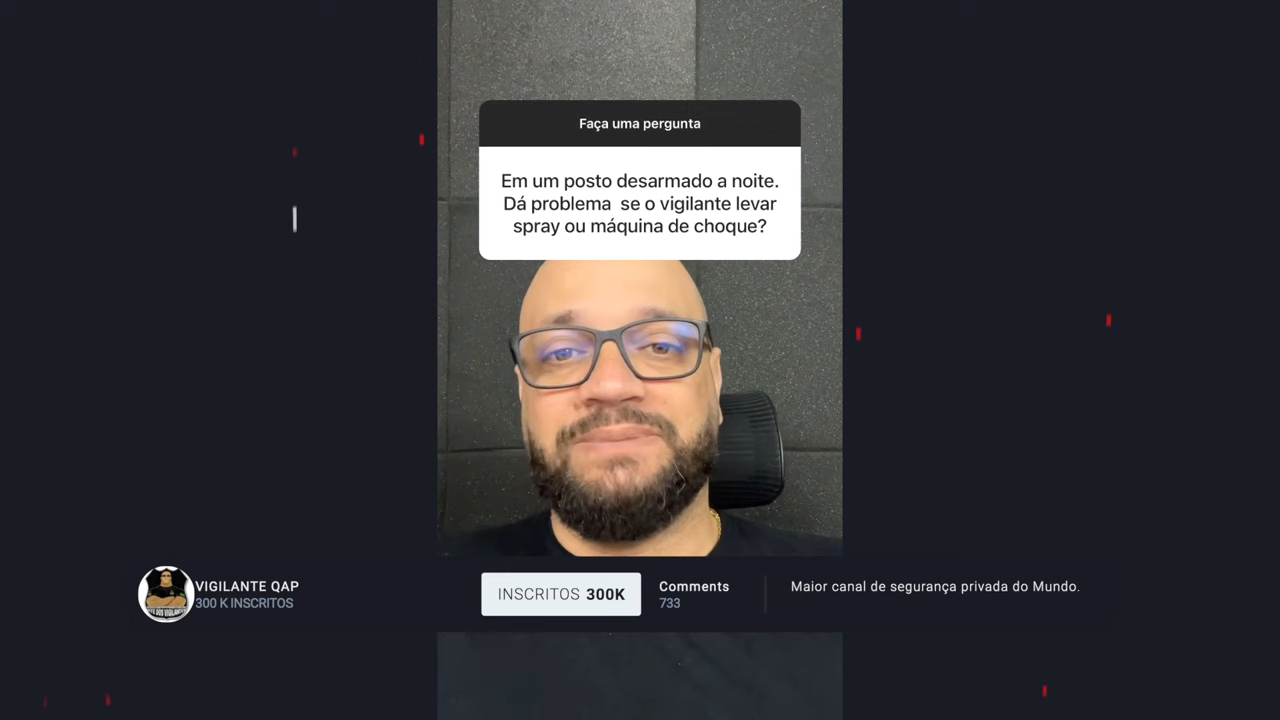 Faça uma pergunta
Em um posto desarmado a noite.
Dá problema  se o vigilante levar
spray ou máquina de choque?
VIGILANTE QAP
300 K INSCRITOS
INSCRITOS 300K
Comments
733
Maior canal de segurança privada do Mundo.